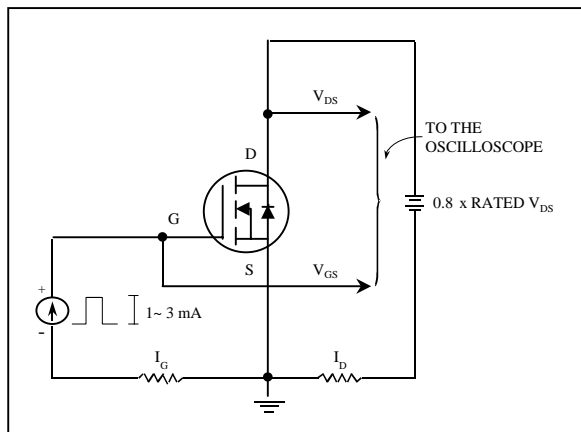 V_DS
TO THE
OSCILLOSCOPE
D
0.8 x RATED V_DS
G
S
V_GS
+
-
1~ 3 mA
I_G
I_D